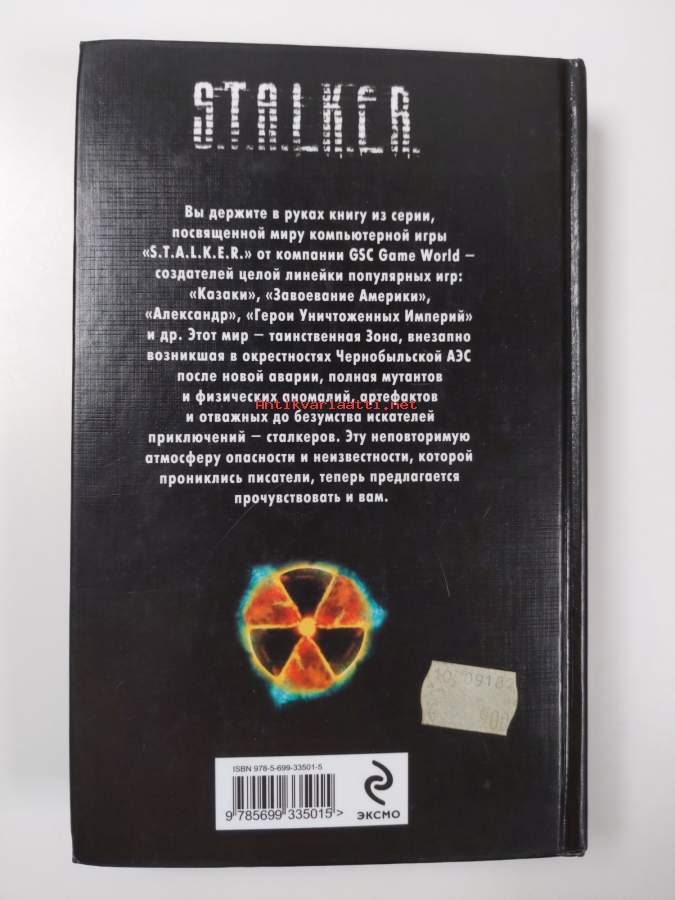 S.T.A.L.K.E.R.
Вы держите в руках книгу из серии,
посвященной миру компьютерной игры
«S.T.A.L.K.E.R.» от компании GSC Game World –
создателей целой линейки популярных игр:
«Казаки», «Завоевание Америки»,
«Александр», «Герои Уничтоженных Империй»
и др. Этот мир – таинственная Зона, внезапно
возникшая в окрестностях Чернобыльской АЭС
после новой аварии, полная мутантов
и физических аномалий, артефактов
Antikvariaatti.net
и отважных до безумства искателей
приключений – сталкеров. Эту неповторимую
атмосферу опасности и неизвестности, которой
прониклись писатели, теперь предлагается
прочувствовать и вам.
ISBN 978-5-699-33501-5
9 785699 335015 >
ЭКСМО